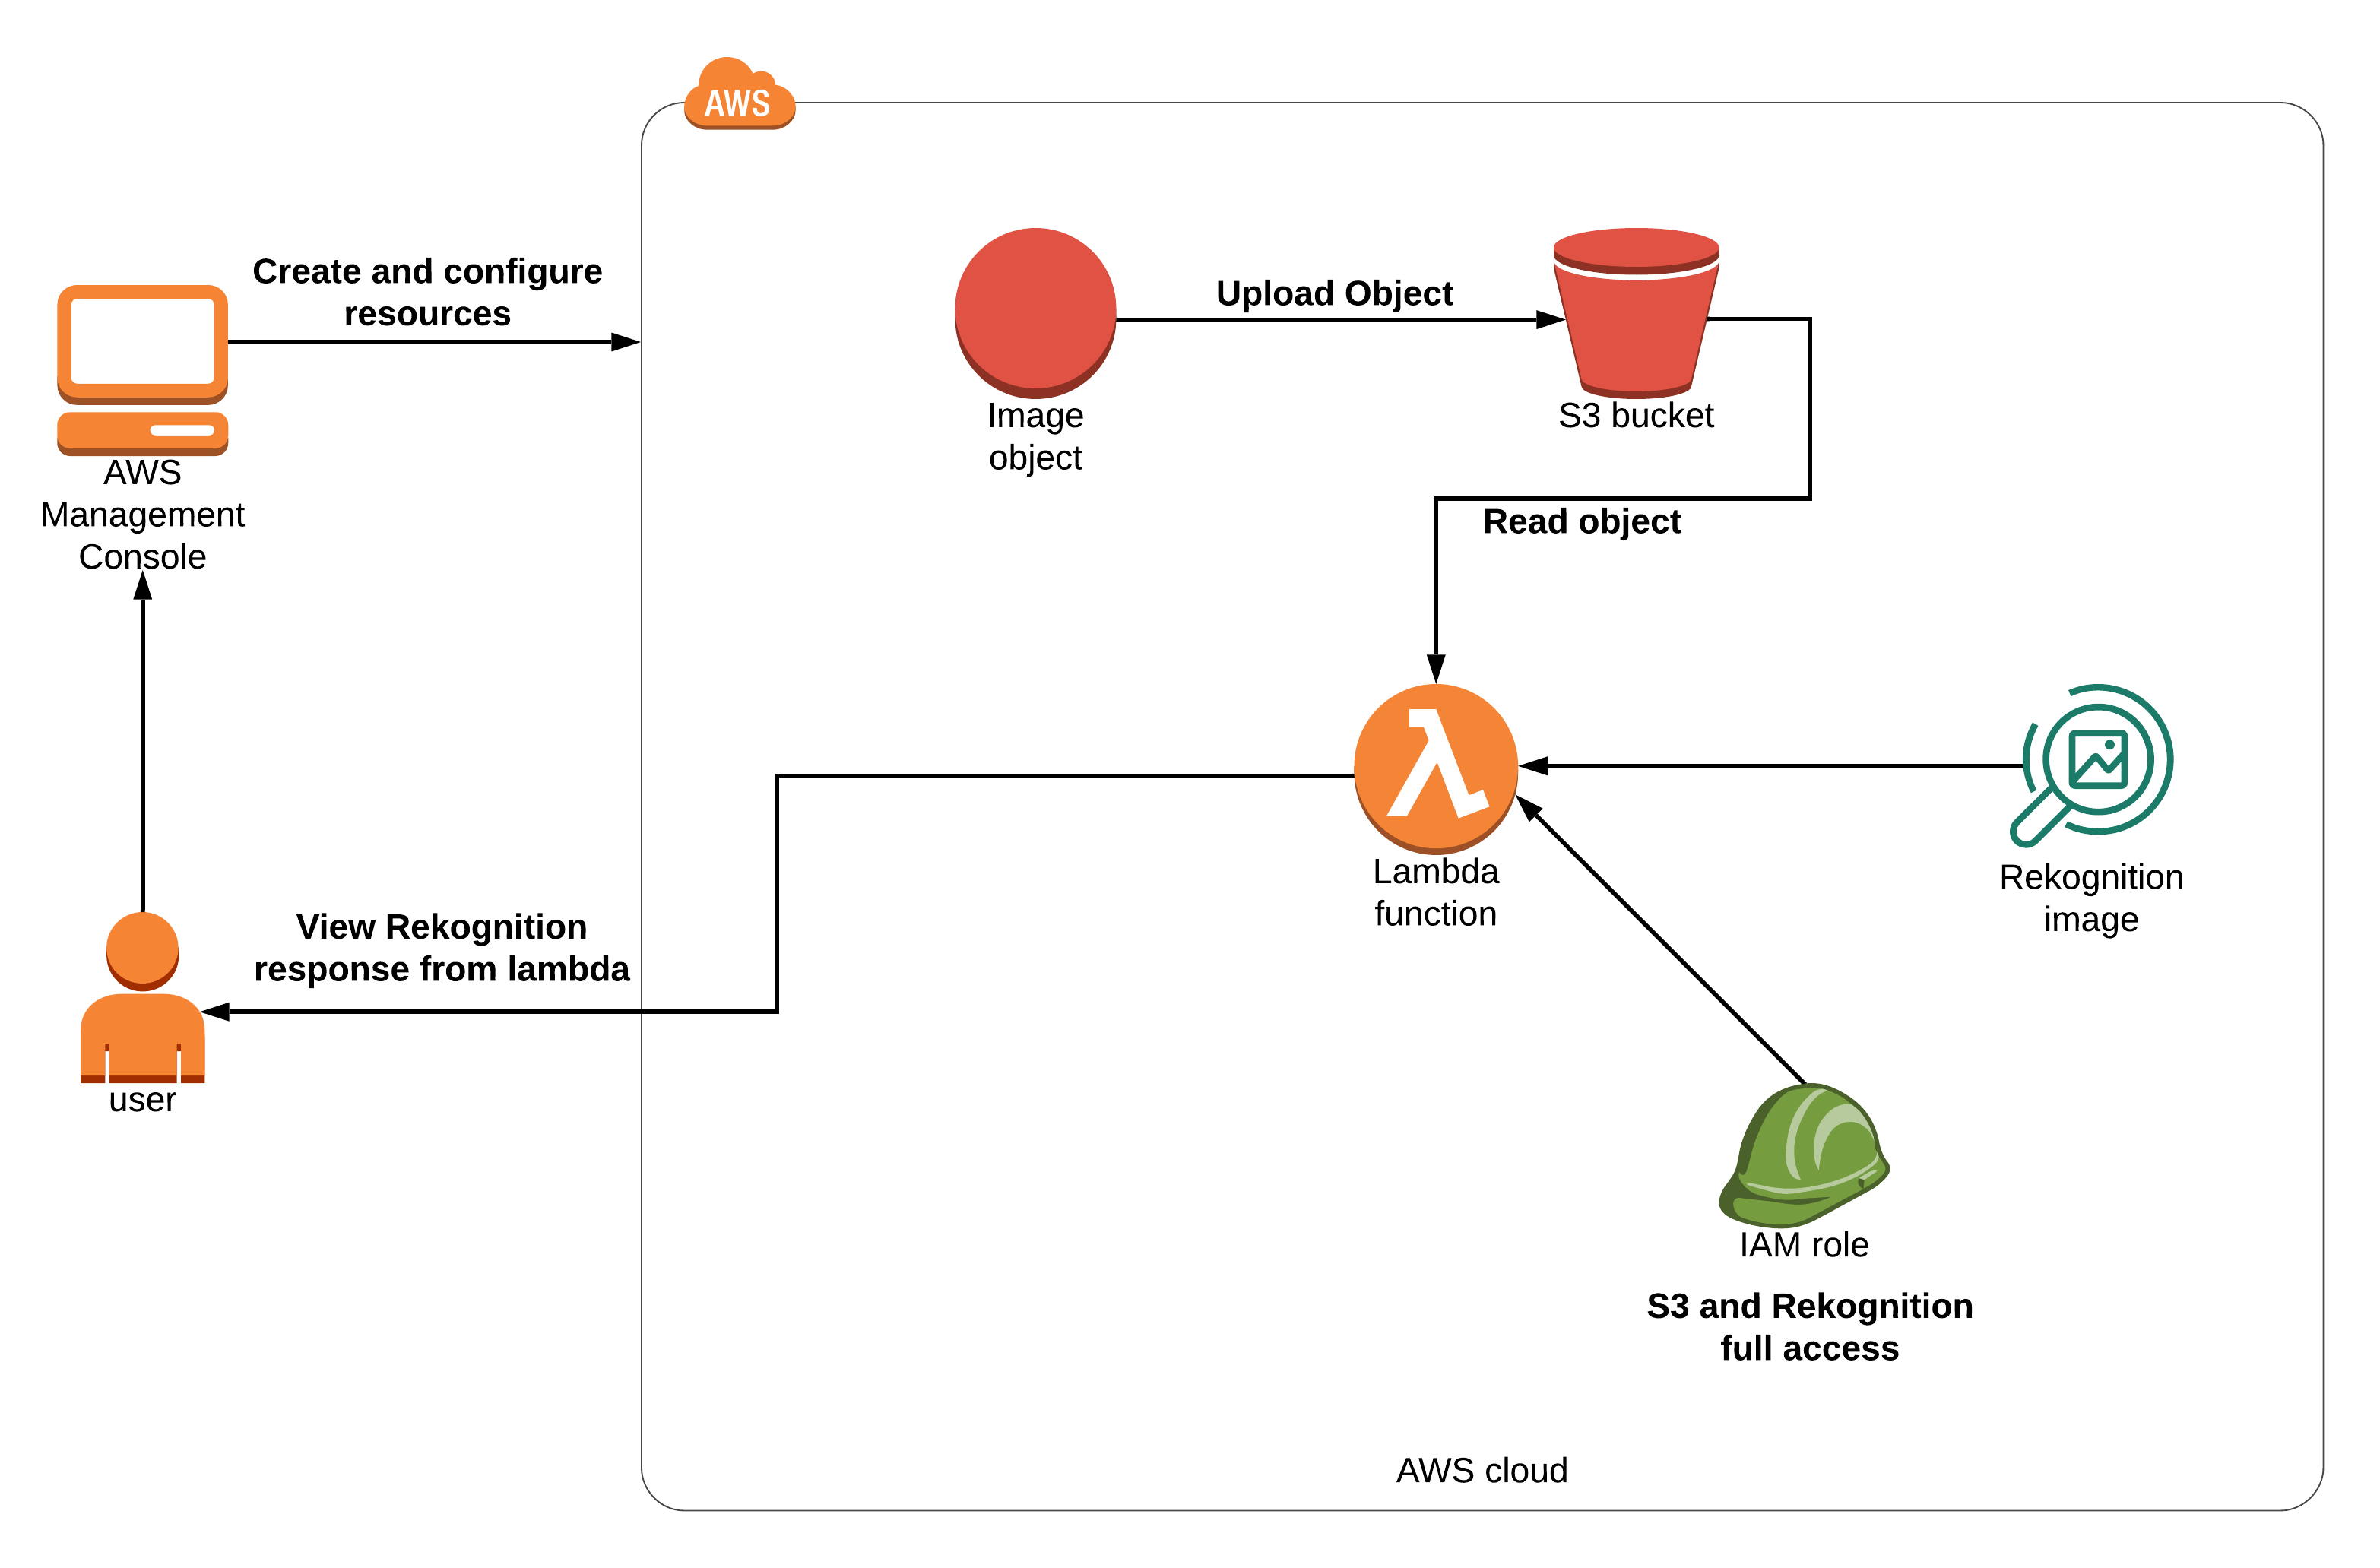 AWS
Create and configure
resources
Upload Object
Image
object
S3 bucket
AWS
Management
Console
Read object
Lambda
function
Rekognition
image
View Rekognition
response from lambda
user
IAM role
S3 and Rekognition
full access
AWS cloud